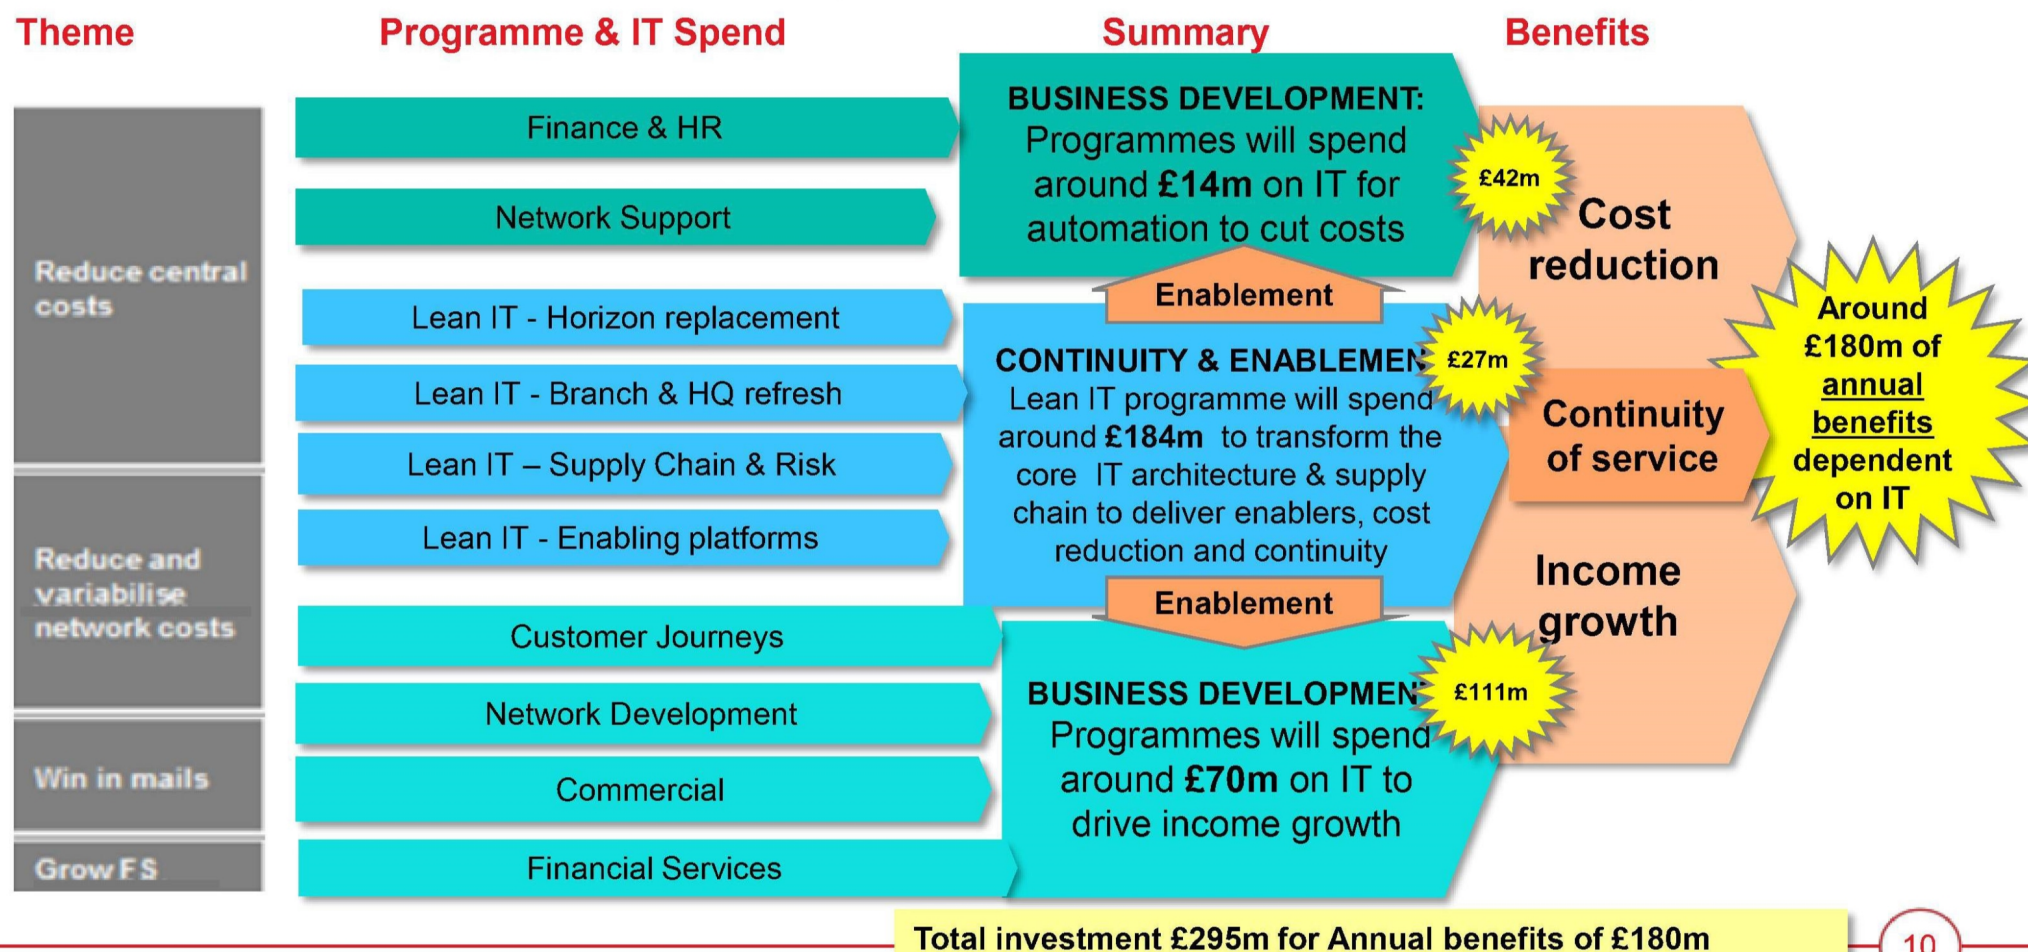 Theme
Programme & IT Spend
Summary
Benefits
Reduce central
costs
Reduce and
variabilise
network costs
Win in mails
Grow FS
Finance & HR
Network Support
Lean IT - Horizon replacement
Lean IT - Branch & HQ refresh
Lean IT – Supply Chain & Risk
Lean IT - Enabling platforms
Customer Journeys
Network Development
Commercial
Financial Services
BUSINESS DEVELOPMENT:
Programmes will spend
around £14m on IT for
automation to cut costs
Enablement
CONTINUITY & ENABLEMEN
Lean IT programme will spend
around £184m to transform the
core IT architecture & supply
chain to deliver enablers, cost
reduction and continuity
Enablement
BUSINESS DEVELOPMEN
Programmes will spend
around £70m on IT to
drive income growth
£42m
£27m
£111m
Cost
reduction
Continuity
of service
Income
growth
Around
£180m of
annual
benefits
dependent
on IT
Total investment £295m for Annual benefits of £180m
10